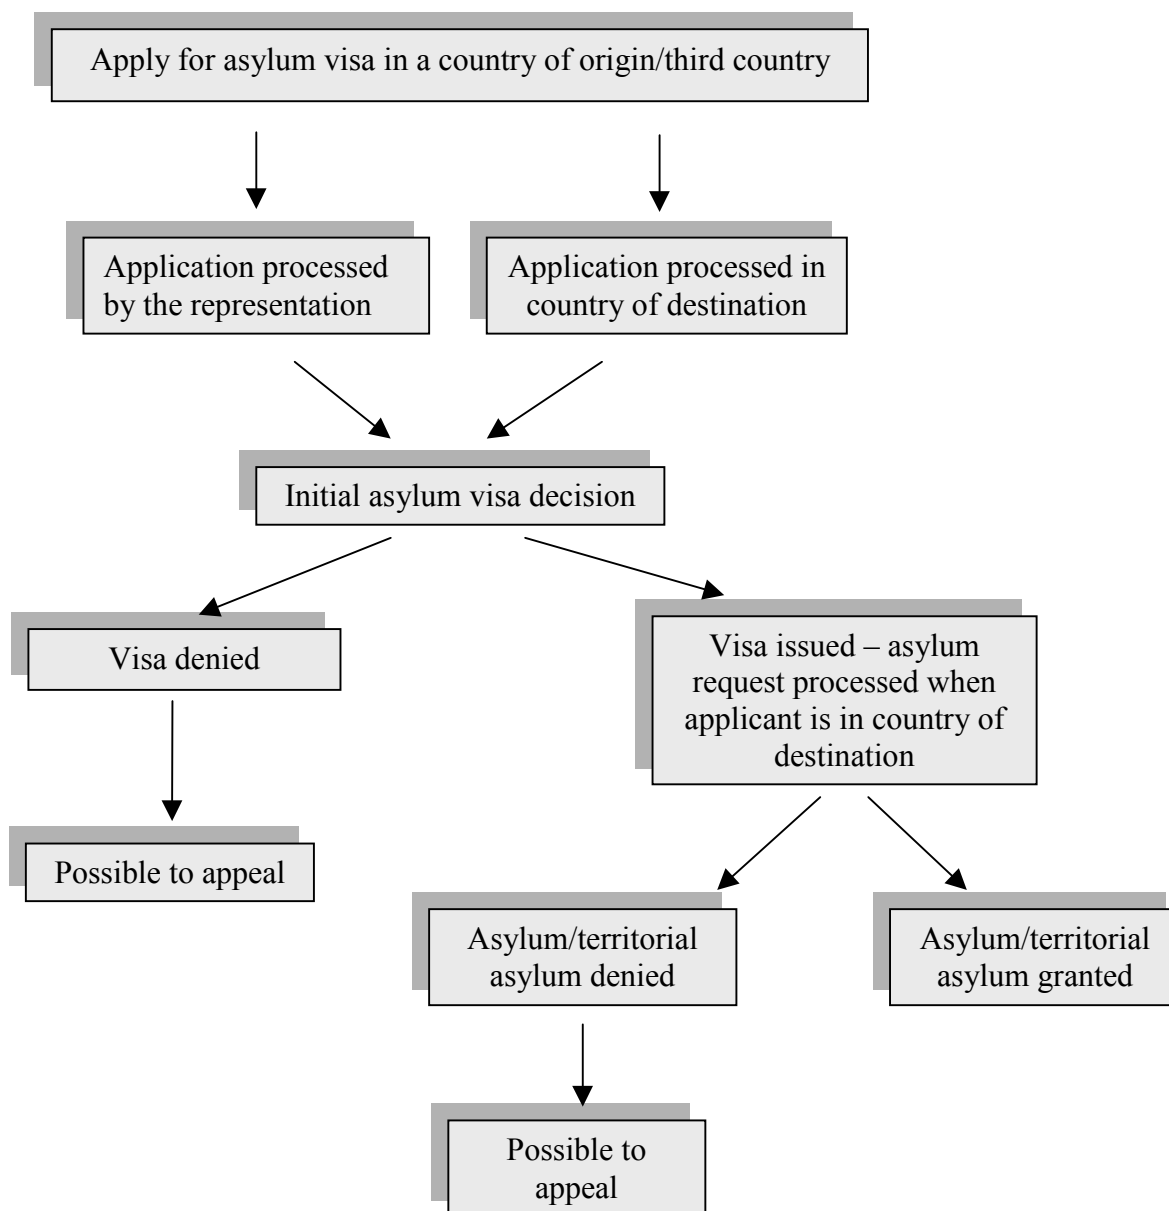 Apply for asylum visa in a country of origin/third country
Application processed
by the representation
Application processed in
country of destination
Initial asylum visa decision
Visa denied
Visa issued – asylum
request processed when
applicant is in country of
destination
Possible to appeal
Asylum/territorial
asylum denied
Asylum/territorial
asylum granted
Possible to
appeal